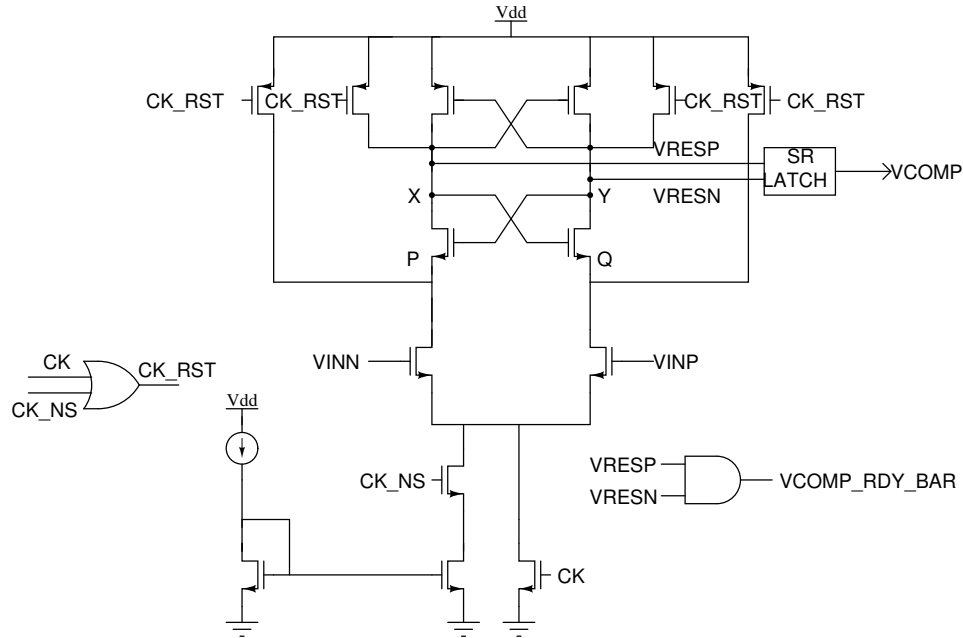 Vdd
CK_RST
CK_RST
CK_RST
CK_RST
VRESP
SR
LATCH
VCOMP
X
Y
VRESN
P
Q
VINN
VINP
CK
CK_RST
CK_NS
Vdd
CK_NS
VRESP
VRESN
VCOMP_RDY_BAR
CK